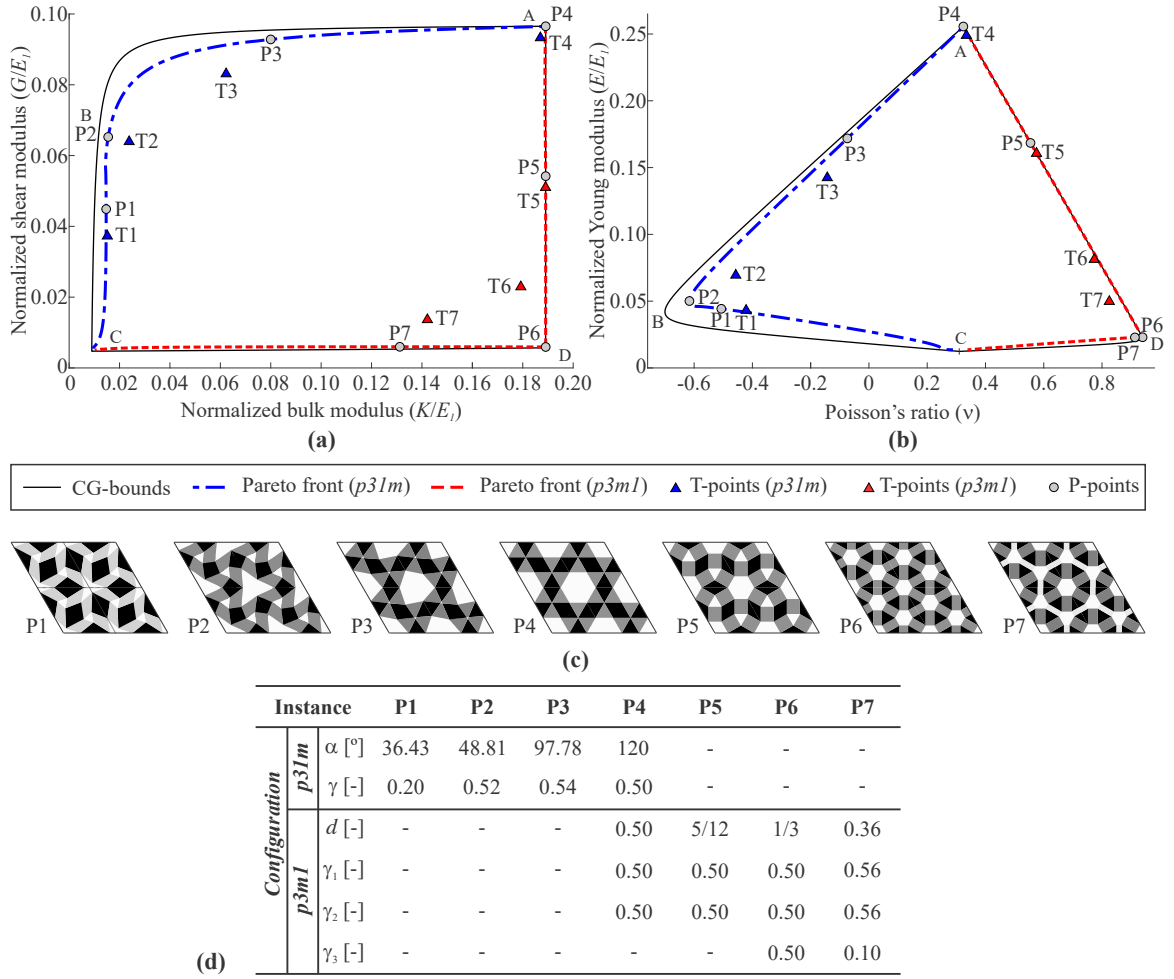 Normalized shear modulus (G/E₁)
0.10
0.08
0.06
0.04
0.02
0
0
0.02
0.04
0.06
0.08
0.10
0.12
0.14
0.16
0.18
0.20
Normalized bulk modulus (K/E₁)
A
P4
T4
P3
T3
B
P2
T2
P1
T1
P5
T5
T6
T7
C
P7
P6
D
(a)
Normalized Young modulus (E/E₁)
0.25
0.20
0.15
0.10
0.05
0
-0.6
-0.4
-0.2
0
0.2
0.4
0.6
0.8
Poisson's ratio (ν)
P4
T4
A
P3
T3
P5
T5
T2
P2
P1
T1
B
T6
T7
C
P6
D
P7
(b)
CG-bounds
Pareto front (p31m)
Pareto front (p3m1)
T-points (p31m)
T-points (p3m1)
P-points
P1
P2
P3
P4
P5
P6
P7
(c)
Instance P1 P2 P3 P4 P5 P6 P7
Configuration
p31m
α [º] 36.43 48.81 97.78 120 - - -
γ [-] 0.20 0.52 0.54 0.50 - - -
p3m1
d [-] - - - 0.50 5/12 1/3 0.36
γ₁ [-] - - - 0.50 0.50 0.50 0.56
γ₂ [-] - - - 0.50 0.50 0.50 0.56
γ₃ [-] - - - - - 0.50 0.10
(d)